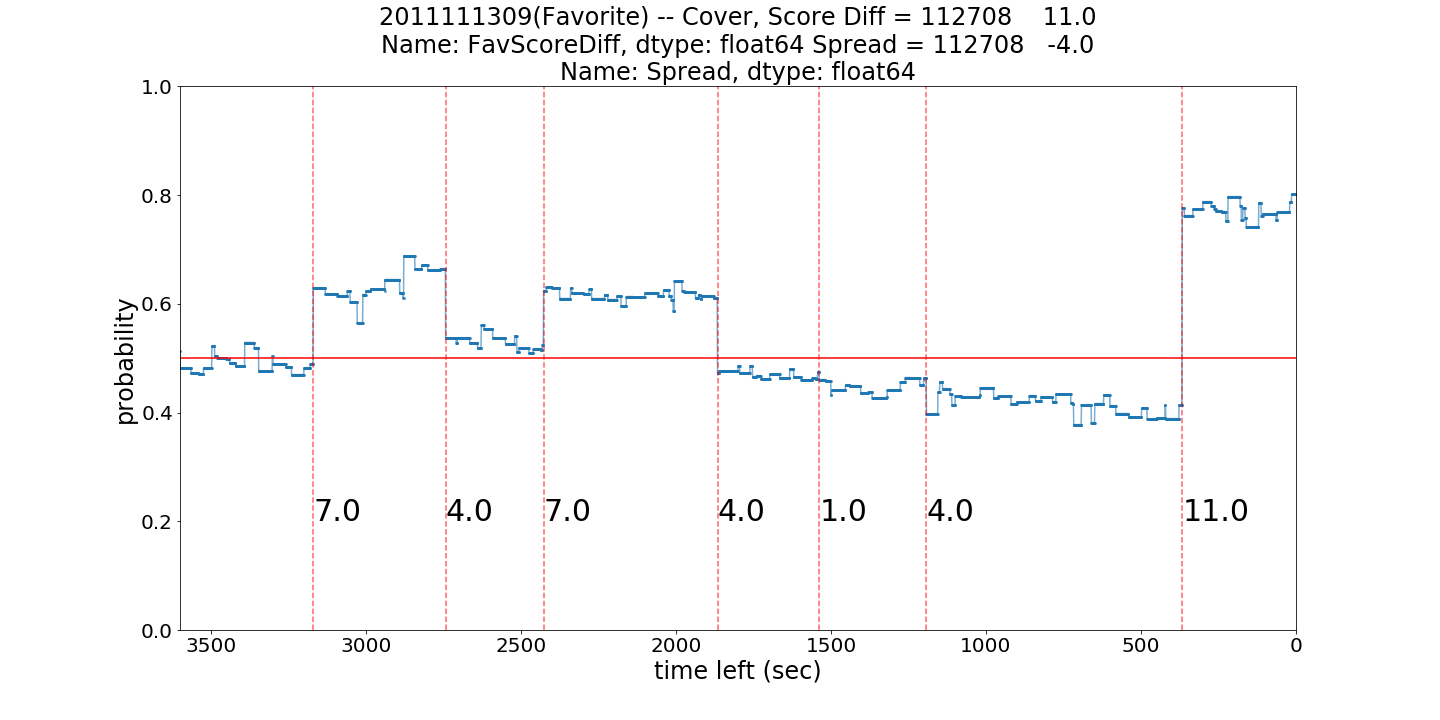 2011111309(Favorite) -- Cover, Score Diff = 112708    11.0
Name: FavScoreDiff, dtype: float64 Spread = 112708   -4.0
Name: Spread, dtype: float64
1.0
0.8
0.6
0.4
0.2
0.0
probability
7.0 4.0 7.0 4.0 1.0 4.0 11.0
3500 3000 2500 2000 1500 1000 500 0
time left (sec)